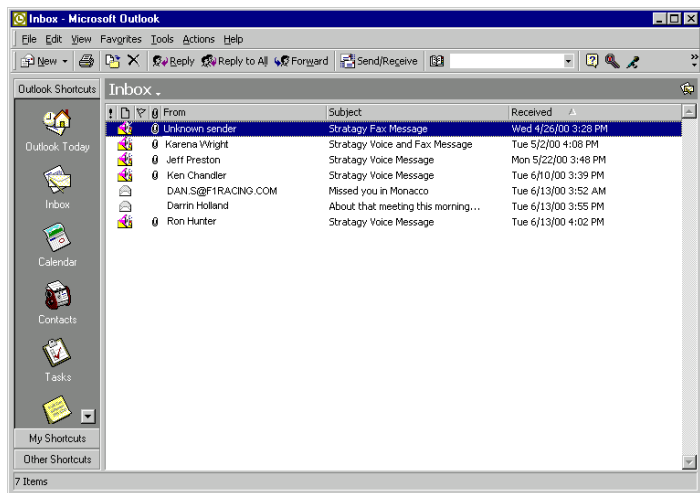 Inbox - Microsoft Outlook
File Edit View Favorites Tools Actions Help
New Reply Reply to All Forward Send/Receive
Outlook Shortcuts Inbox
! From Subject Received
Unknown sender Stratagy Fax Message Wed 4/26/00 3:28 PM
Karena Wright Stratagy Voice and Fax Message Tue 5/2/00 4:08 PM
Jeff Preston Stratagy Voice Message Mon 5/22/00 3:48 PM
Ken Chandler Stratagy Voice Message Tue 6/10/00 3:39 PM
DAN.S@F1RACING.COM Missed you in Monacco Tue 6/13/00 3:52 AM
Darrin Holland About that meeting this morning... Tue 6/13/00 3:55 PM
Ron Hunter Stratagy Voice Message Tue 6/13/00 4:02 PM
Outlook Today
Inbox
Calendar
Contacts
Tasks
My Shortcuts
Other Shortcuts
7 Items